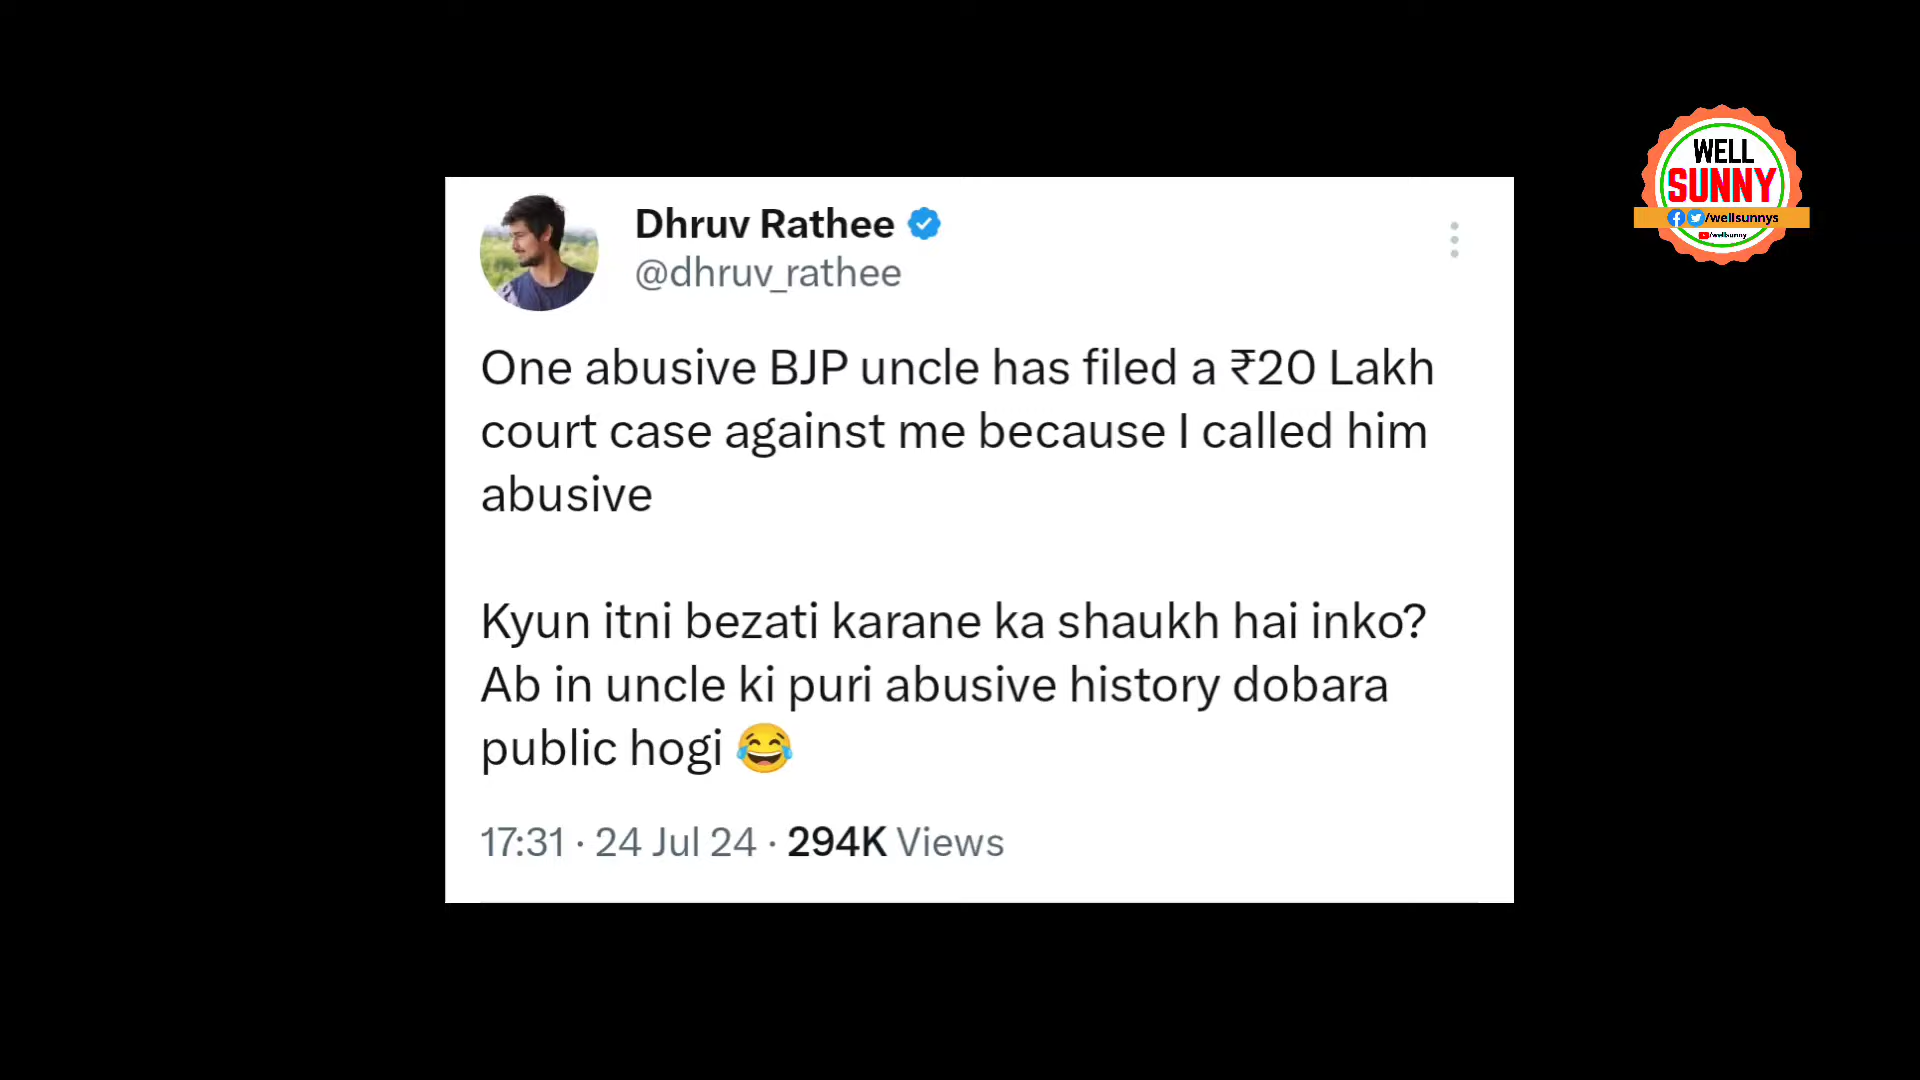 Dhruv Rathee
@dhruv_rathee
One abusive BJP uncle has filed a ₹20 Lakh
court case against me because I called him
abusive
Kyun itni bezati karane ka shaukh hai inko?
Ab in uncle ki puri abusive history dobara
public hogi 😂
17:31 · 24 Jul 24 · 294K Views
WELL
SUNNY
/wellsunnys
/wellsunny